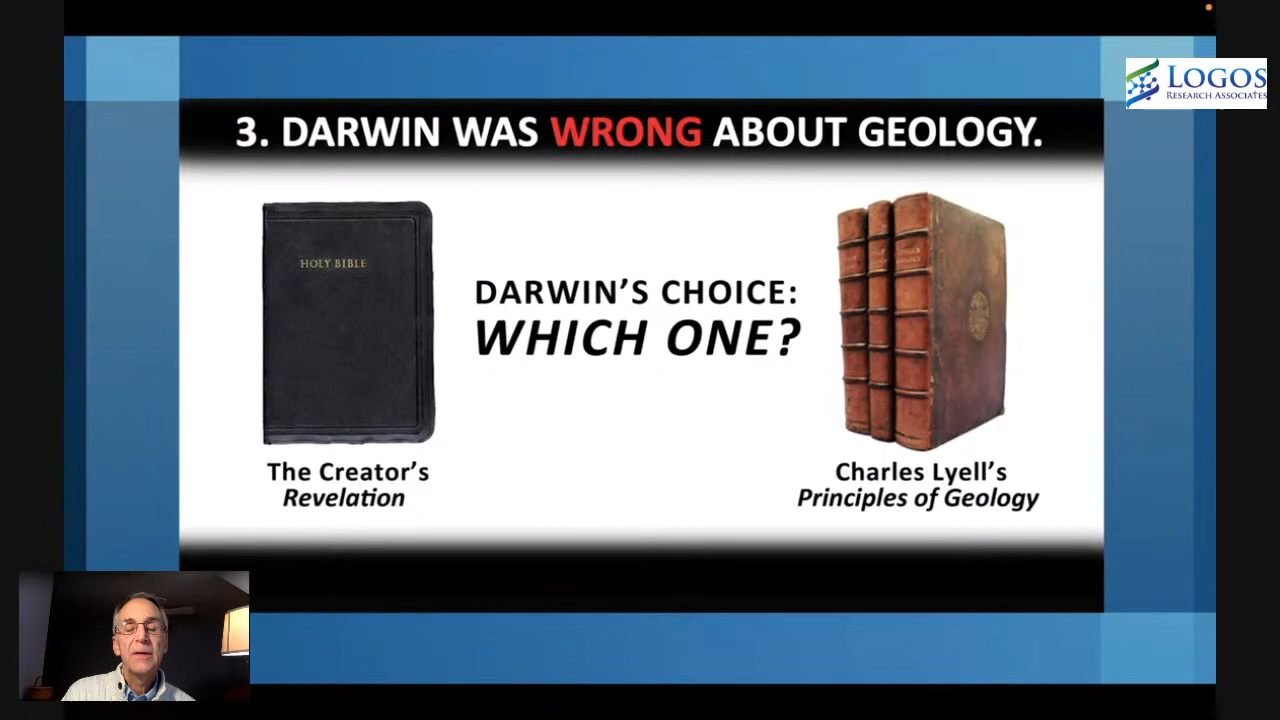 LOGOS
RESEARCH ASSOCIATES
3. DARWIN WAS WRONG ABOUT GEOLOGY.
HOLY BIBLE
DARWIN'S CHOICE:
WHICH ONE?
The Creator's
Revelation
Charles Lyell's
Principles of Geology